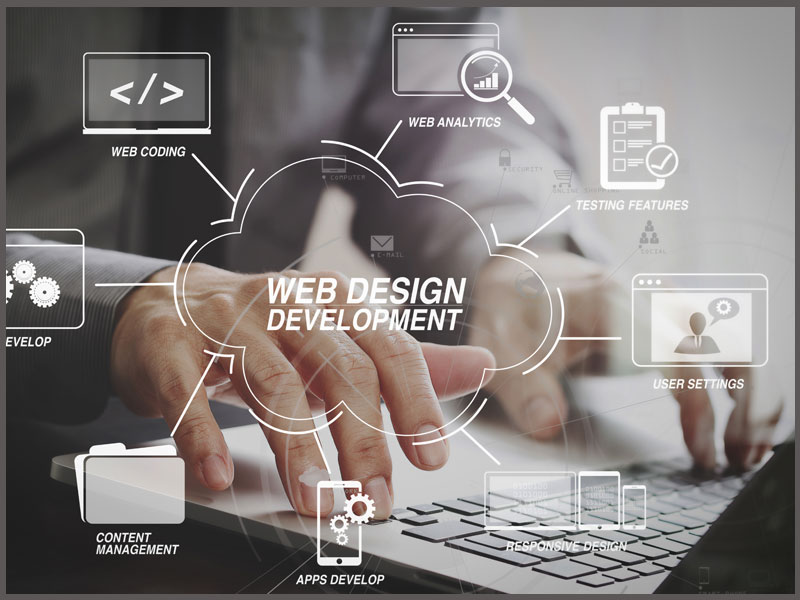 </>
WEB ANALYTICS
WEB CODING
SECURITY
COMPUTER
ONLINE SHOPPING
TESTING FEATURES
E-MAIL
SOCIAL
WEB DESIGN
DEVELOPMENT
EVELOP
USER SETTINGS
CONTENT
MANAGEMENT
RESPONSIVE DESIGN
APPS DEVELOP